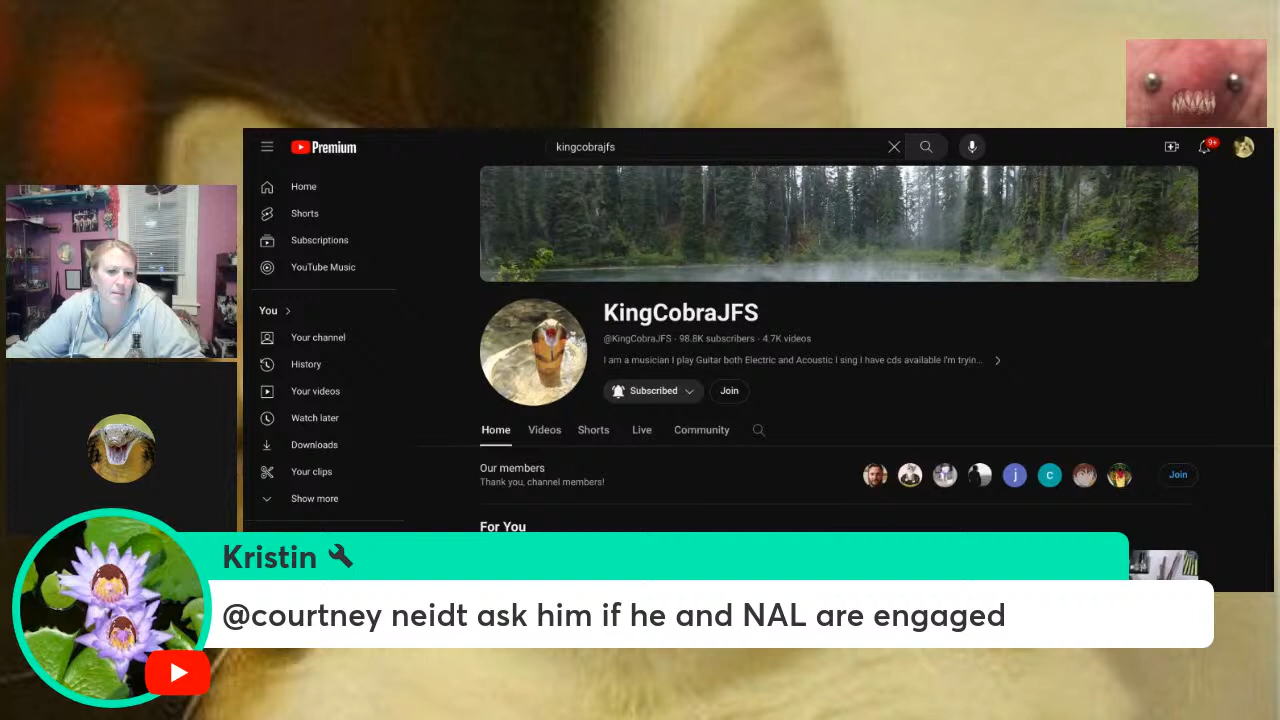 Premium
kingcobrajfs
9+
Home
Shorts
Subscriptions
YouTube Music
You
Your channel
History
Your videos
Watch later
Downloads
Your clips
Show more
KingCobraJFS
@KingCobraJFS · 98.8K subscribers · 4.7K videos
I am a musician I play Guitar both Electric and Acoustic I sing I have cds available I'm tryin...
Subscribed
Join
Home Videos Shorts Live Community
Our members
Thank you, channel members!
j
c
Join
For You
Kristin
@courtney neidt ask him if he and NAL are engaged